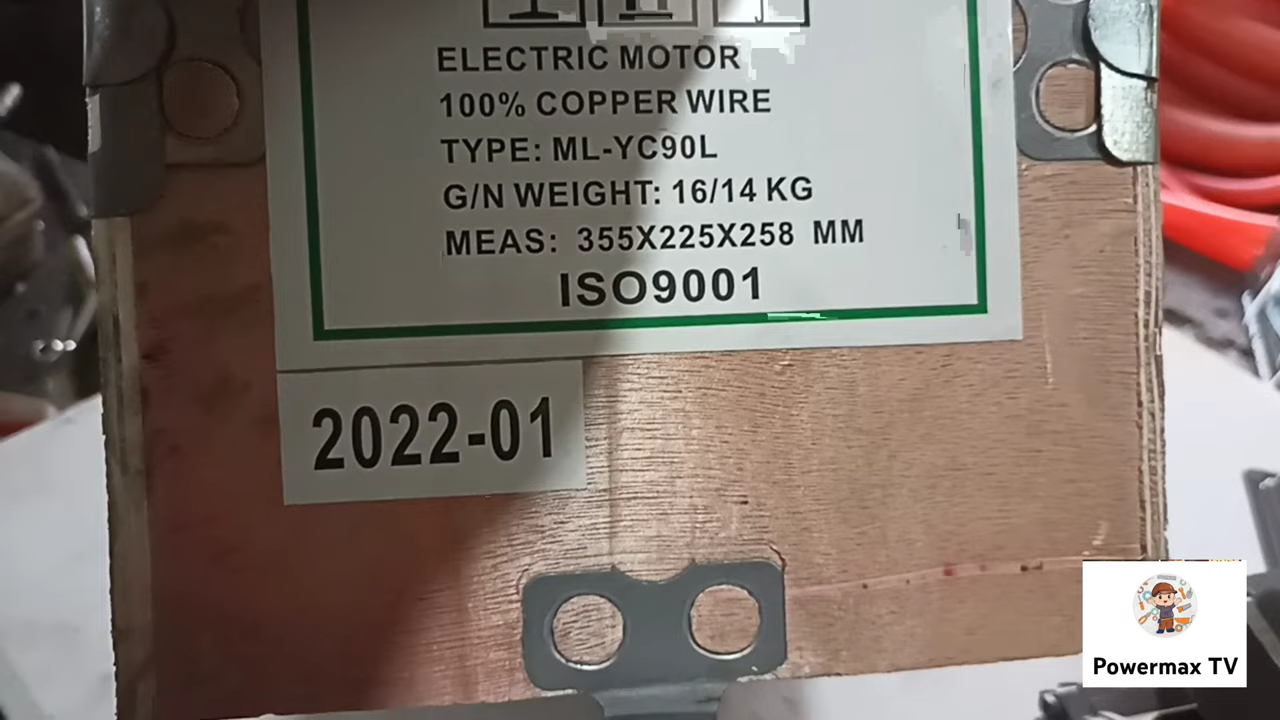 ELECTRIC MOTOR
100% COPPER WIRE
TYPE: ML-YC90L
G/N WEIGHT: 16/14 KG
MEAS: 355X225X258 MM
ISO9001
2022-01
Powermax TV